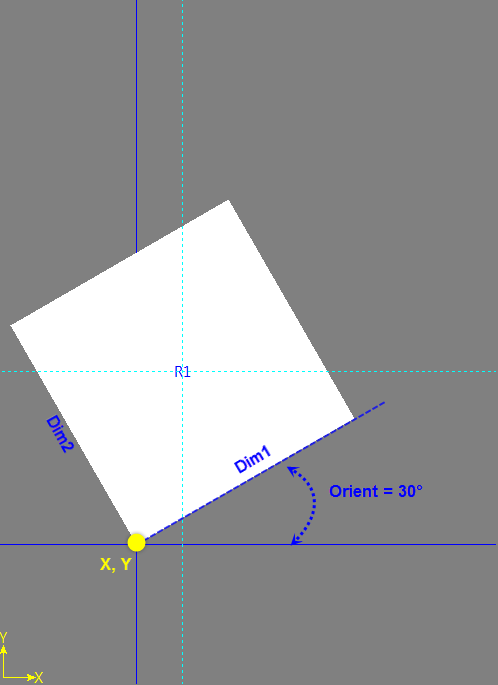 R1
Dim2
Dim1
Orient = 30°
X, Y
Y
X